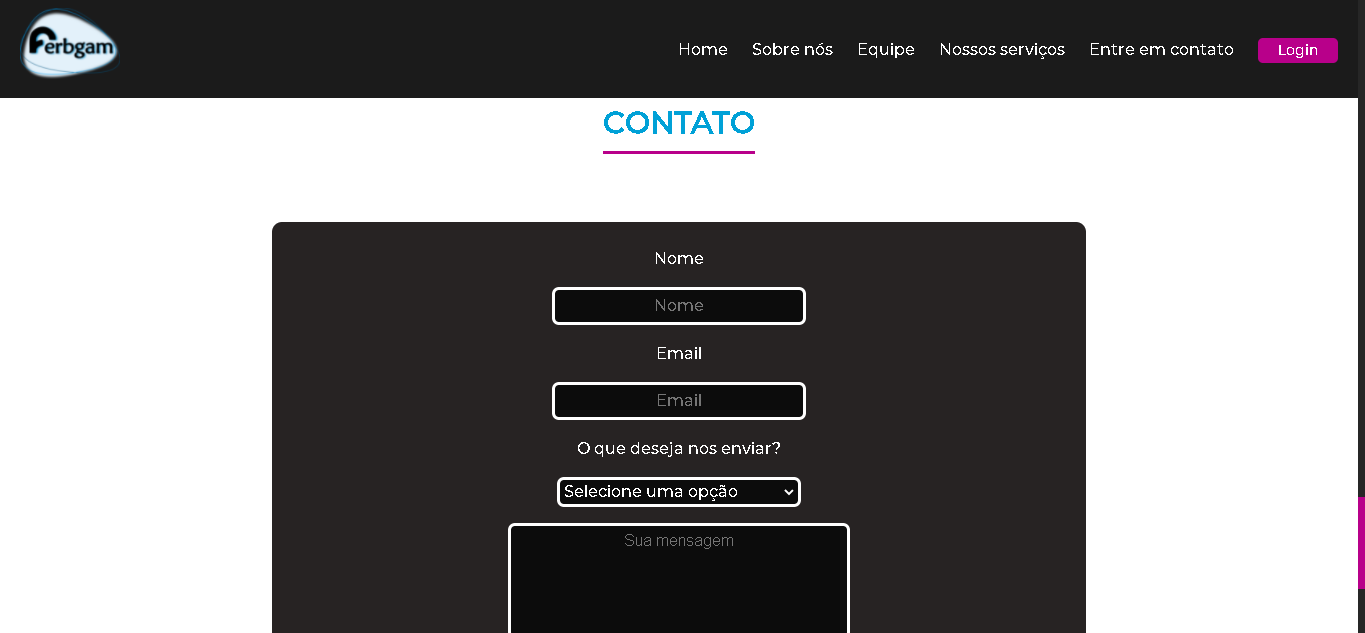 Ferbgam
Home Sobre nós Equipe Nossos serviços Entre em contato Login
CONTATO
Nome
Nome
Email
Email
O que deseja nos enviar?
Selecione uma opção
Sua mensagem